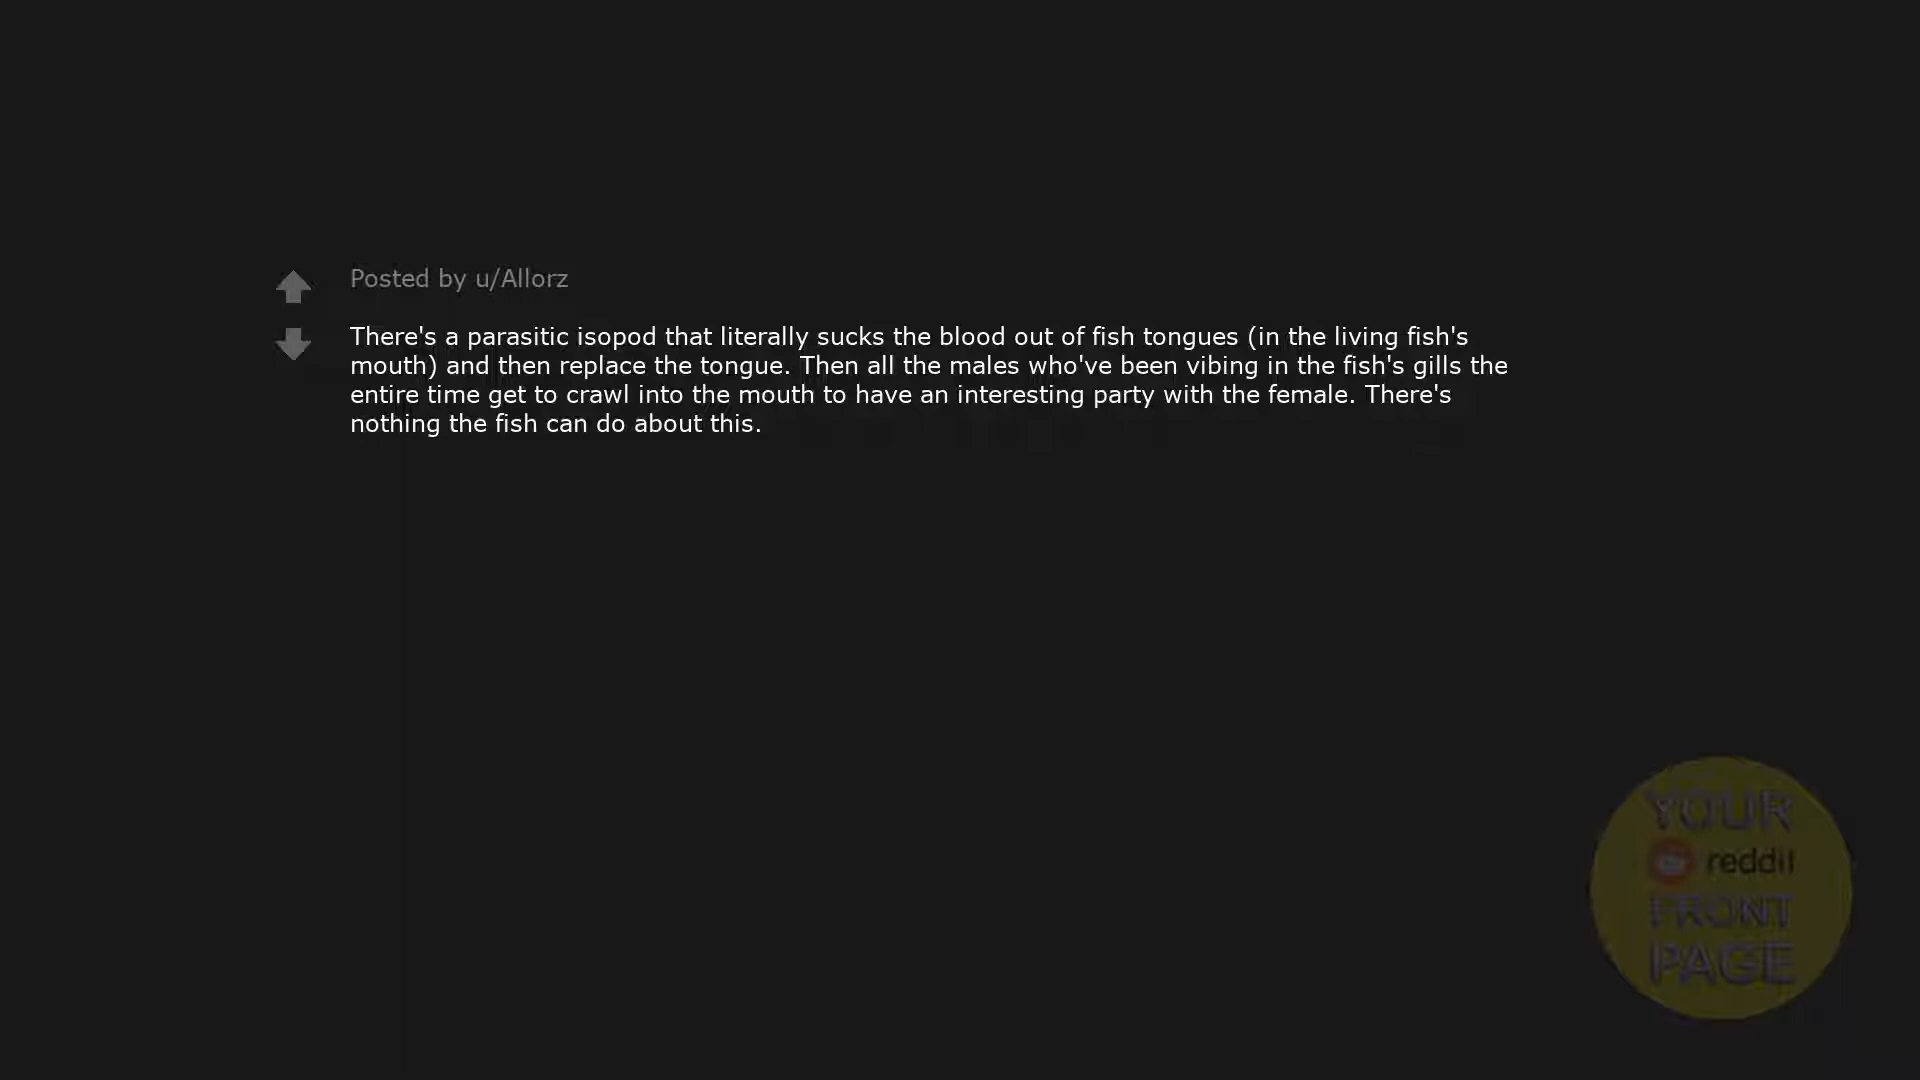 Posted by u/Allorz
There's a parasitic isopod that literally sucks the blood out of fish tongues (in the living fish's
mouth) and then replace the tongue. Then all the males who've been vibing in the fish's gills the
entire time get to crawl into the mouth to have an interesting party with the female. There's
nothing the fish can do about this.
YOUR
reddit
FRONT
PAGE